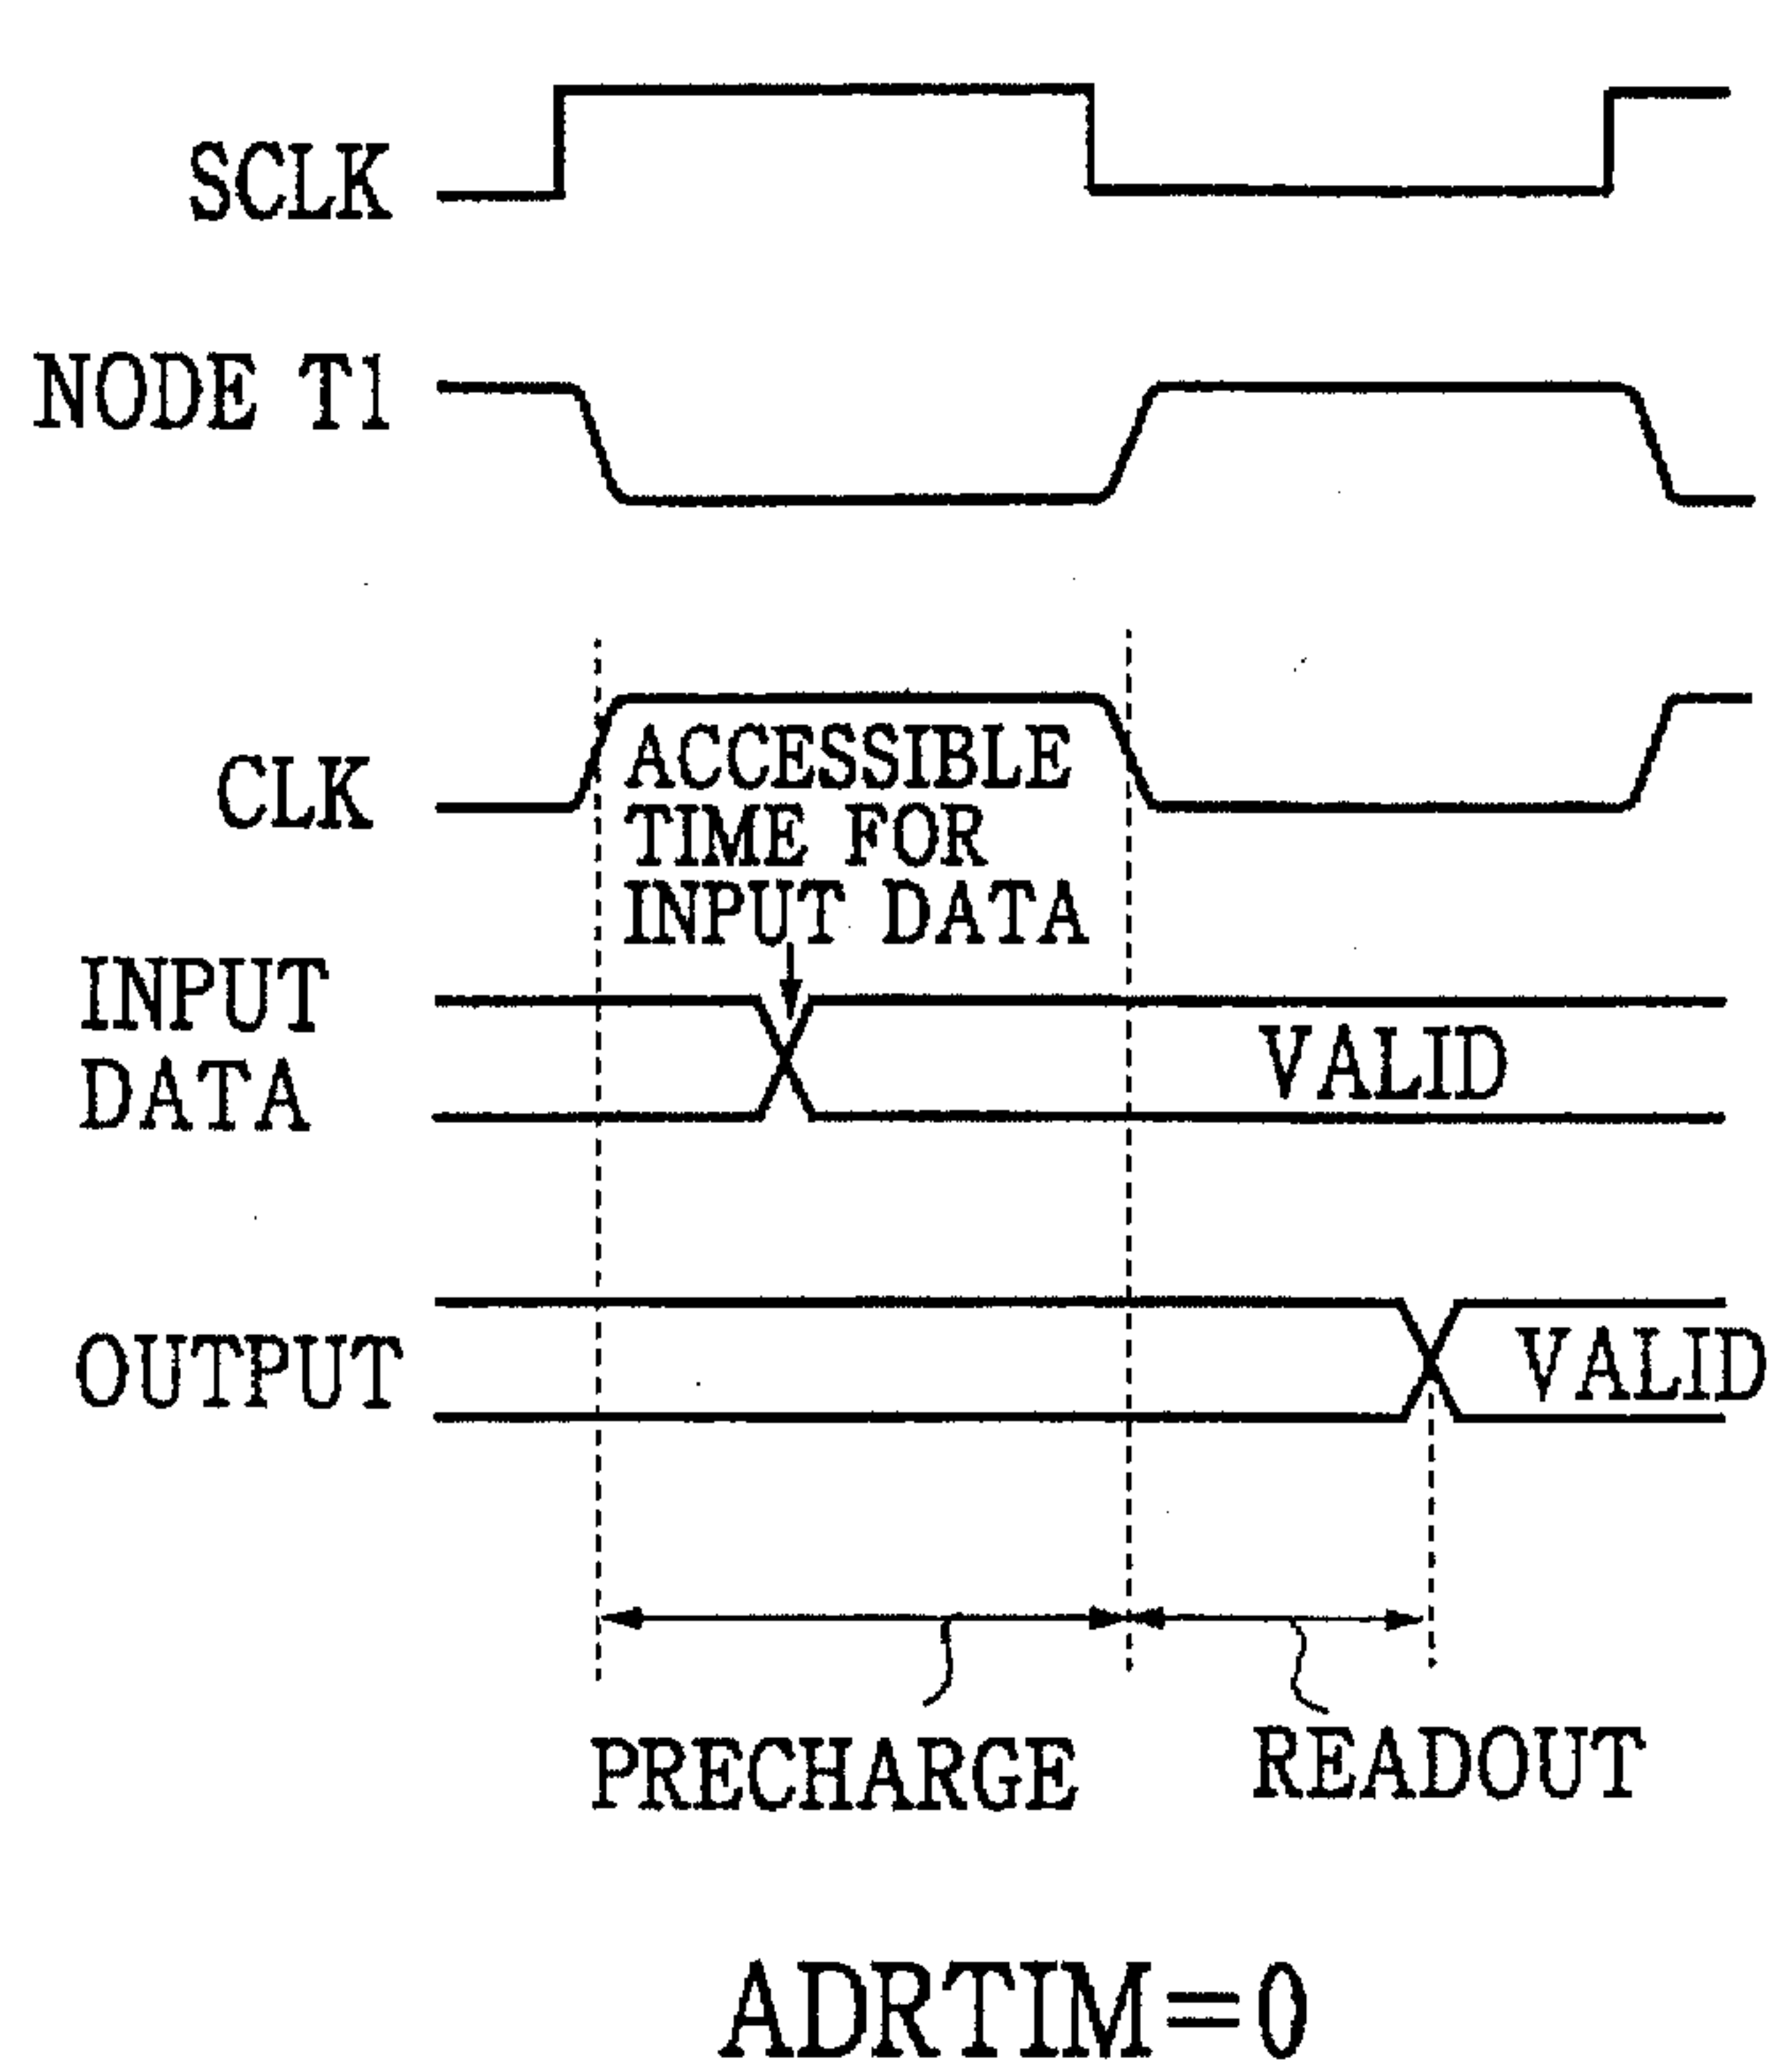 SCLK
NODE T1
CLK
ACCESSIBLE
TIME FOR
INPUT DATA
INPUT
DATA
VALID
OUTPUT
VALID
PRECHARGE
READOUT
ADRTIM=0